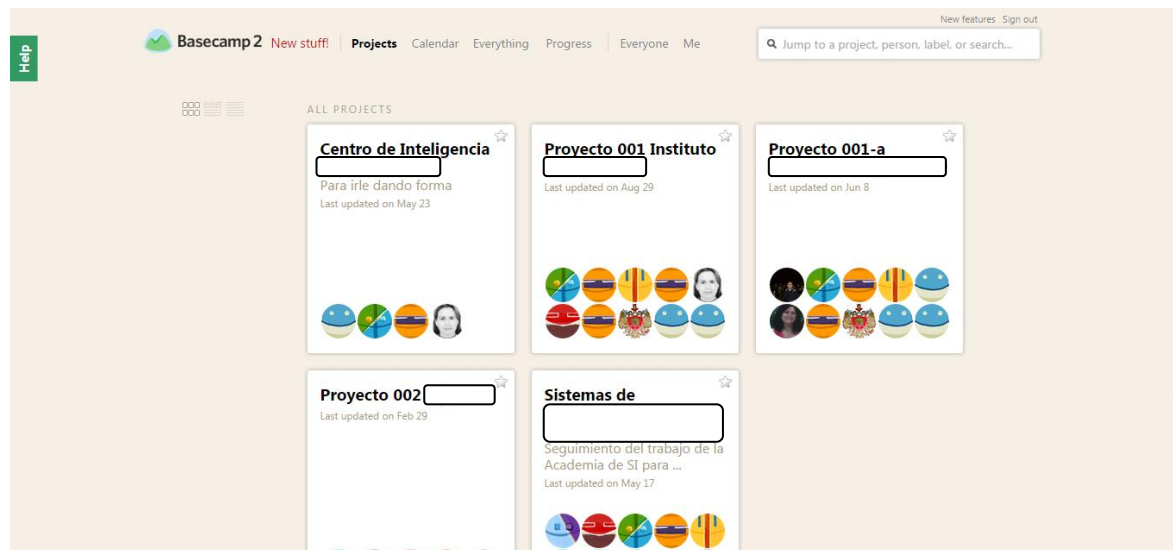 New features Sign out
Help
Basecamp 2 New stuff! Projects Calendar Everything Progress Everyone Me
Jump to a project, person, label, or search...
ALL PROJECTS
Centro de Inteligencia
Para irle dando forma
Last updated on May 23
Proyecto 001 Instituto
Last updated on Aug 29
Proyecto 001-a
Last updated on Jun 8
Proyecto 002
Last updated on Feb 29
Sistemas de
Seguimiento del trabajo de la
Academia de SI para ...
Last updated on May 17